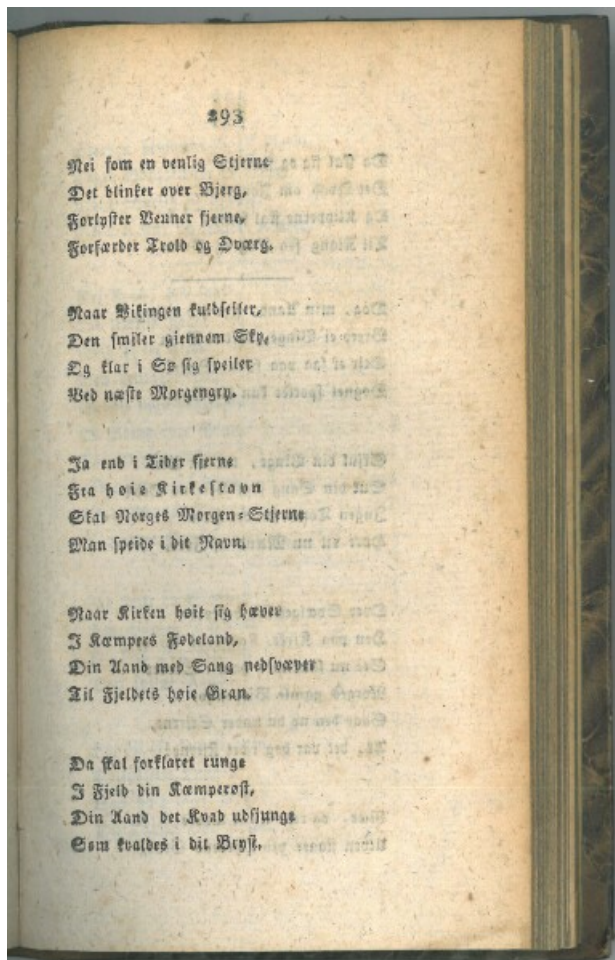 293
Nei som en venlig Stjerne
Det blinker over Bjerg,
Forlyster Venner fjerne,
Forfærder Trold og Dværg.
Naar Vikingen kuldseiler,
Den smiler giennem Sky,
Og klar i Sø sig speiler
Ved næste Morgengry.
Ja end i Tider fjerne
Fra høie Kirkestavn
Skal Norges Morgen-Stjerne
Man speide i dit Navn.
Naar Kirken høit sig hæver
I Kæmpers Fødeland,
Din Aand med Sang nedsvæver
Til Fjeldets høie Gran.
Da skal forklaret runge
I Fjeld din Kæmperøst,
Din Aand det Kvad udsjunge
Som kvaldes i dit Bryst.